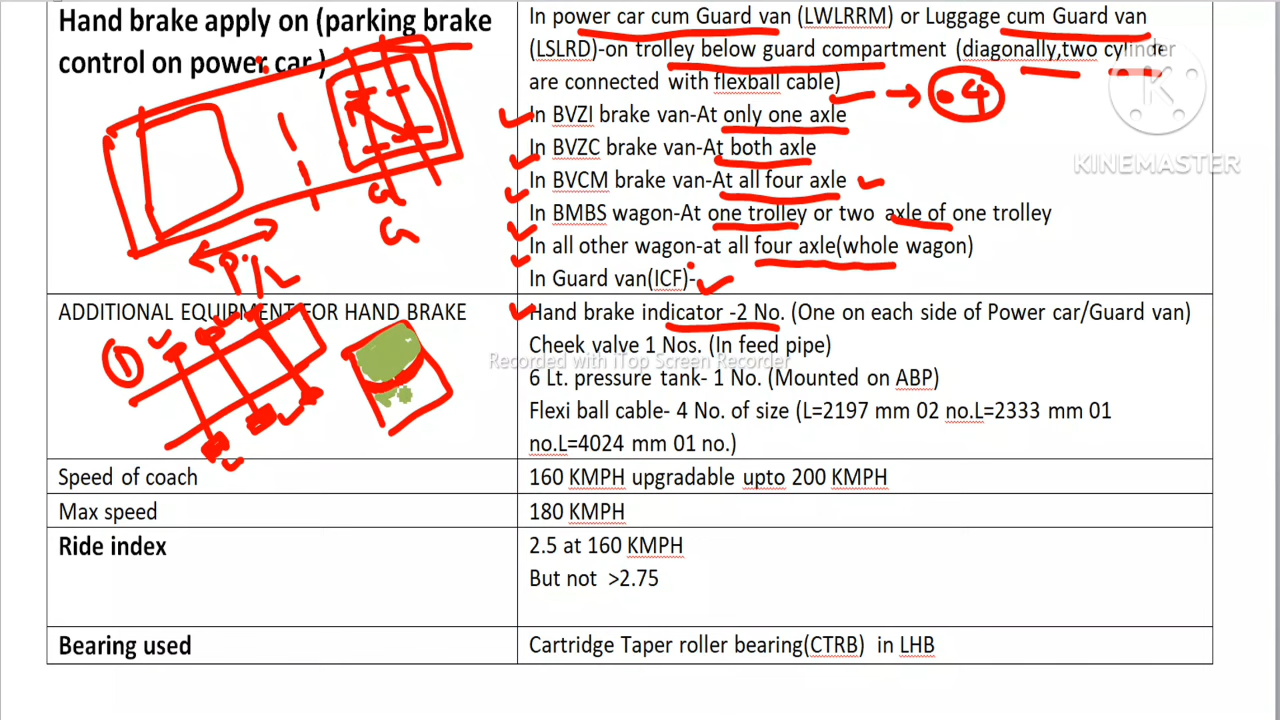 Hand brake apply on (parking brake
control on power car )
In power car cum Guard van (LWLRRM) or Luggage cum Guard van
(LSLRD)-on trolley below guard compartment (diagonally,two cylinder
are connected with flexball cable)
.4
In BVZI brake van-At only one axle
In BVZC brake van-At both axle
In BVCM brake van-At all four axle
In BMBS wagon-At one trolley or two axle of one trolley
In all other wagon-at all four axle(whole wagon)
In Guard van(ICF)-
K
KINEMASTER
G
P/L
ADDITIONAL EQUIPMENT FOR HAND BRAKE
1
Hand brake indicator -2 No. (One on each side of Power car/Guard van)
Cheek valve 1 Nos. (In feed pipe)
Recorded with iTop Screen Recorder
6 Lt. pressure tank- 1 No. (Mounted on ABP)
Flexi ball cable- 4 No. of size (L=2197 mm 02 no.L=2333 mm 01
no.L=4024 mm 01 no.)
Speed of coach
160 KMPH upgradable upto 200 KMPH
Max speed
180 KMPH
Ride index
2.5 at 160 KMPH
But not >2.75
Bearing used
Cartridge Taper roller bearing(CTRB) in LHB